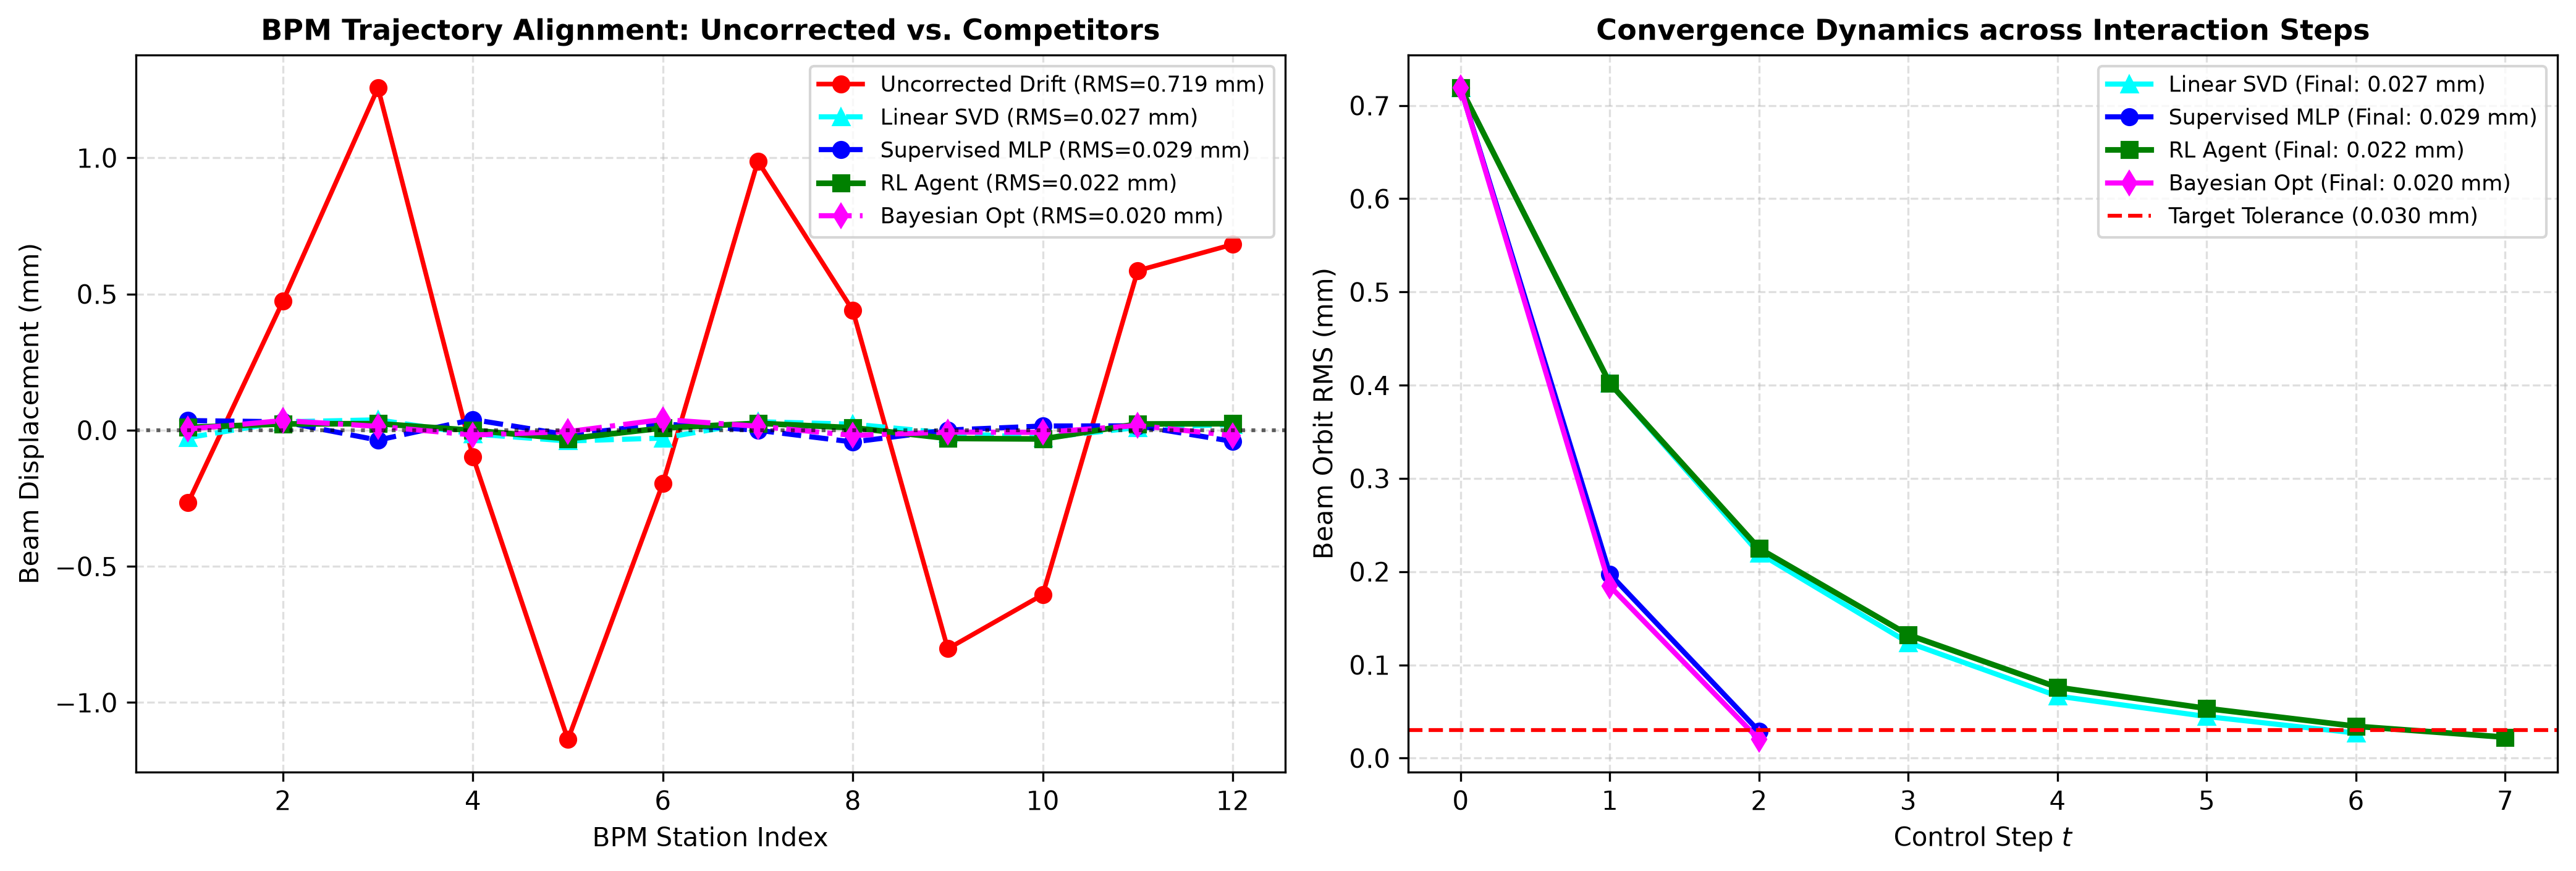 BPM Trajectory Alignment: Uncorrected vs. Competitors
Uncorrected Drift (RMS=0.719 mm)
Linear SVD (RMS=0.027 mm)
Supervised MLP (RMS=0.029 mm)
RL Agent (RMS=0.022 mm)
Bayesian Opt (RMS=0.020 mm)
Beam Displacement (mm)
1.0
0.5
0.0
−0.5
−1.0
2 4 6 8 10 12
BPM Station Index
Convergence Dynamics across Interaction Steps
Linear SVD (Final: 0.027 mm)
Supervised MLP (Final: 0.029 mm)
RL Agent (Final: 0.022 mm)
Bayesian Opt (Final: 0.020 mm)
Target Tolerance (0.030 mm)
Beam Orbit RMS (mm)
0.7
0.6
0.5
0.4
0.3
0.2
0.1
0.0
0 1 2 3 4 5 6 7
Control Step t